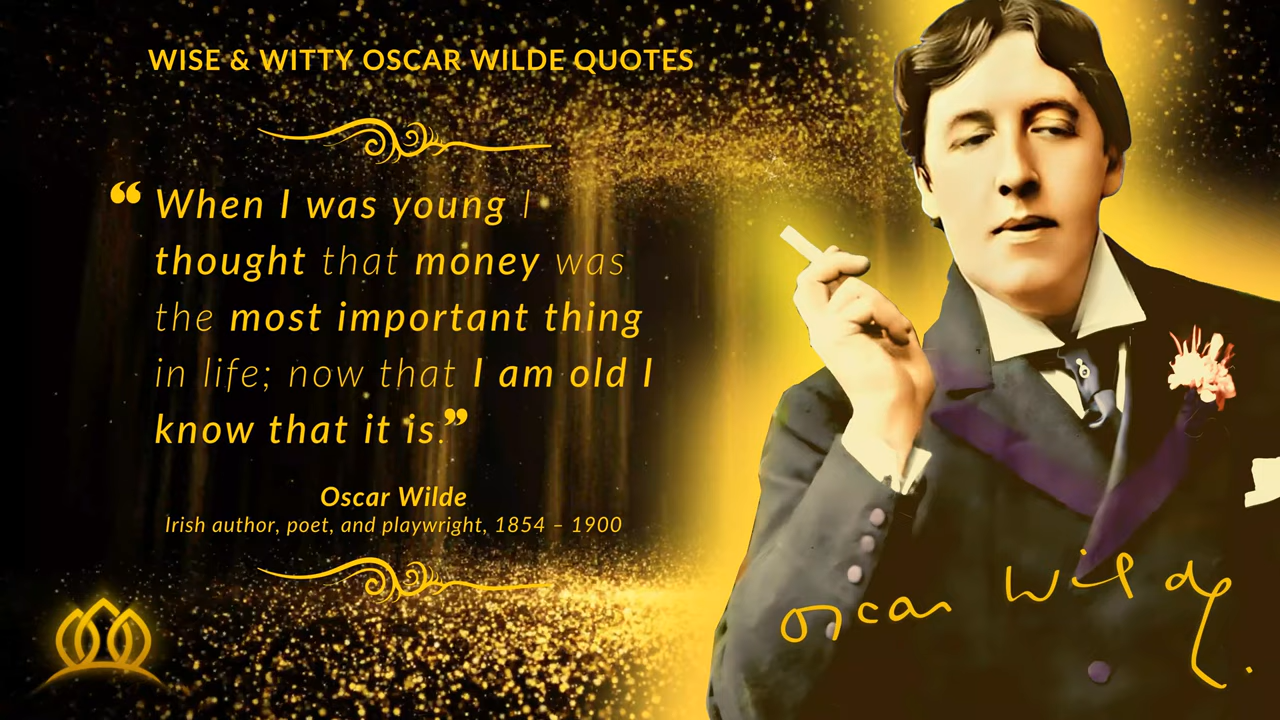 WISE & WITTY OSCAR WILDE QUOTES
“When I was young I
thought that money was
the most important thing
in life; now that I am old I
know that it is.”
Oscar Wilde
Irish author, poet, and playwright, 1854 – 1900
Oscar Wilde.